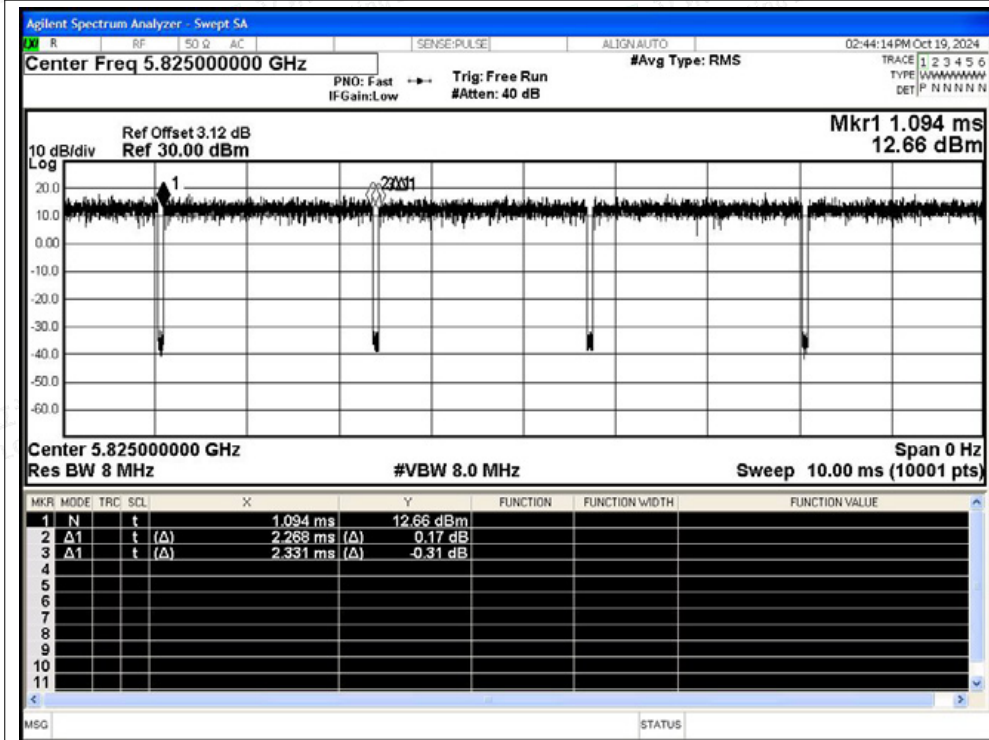 Agilent Spectrum Analyzer - Swept SA
LXI R RF 50 Ω AC SENSE:PULSE ALIGN AUTO 02:44:14 PM Oct 19, 2024
Center Freq 5.825000000 GHz
PNO: Fast
IFGain:Low
Trig: Free Run
#Atten: 40 dB
#Avg Type: RMS
TRACE 1 2 3 4 5 6
TYPE WWWWWW
DET P N N N N N
Mkr1 1.094 ms
12.66 dBm
Ref Offset 3.12 dB
10 dB/div Ref 30.00 dBm
Log
1
20.0
10.0
0.00
-10.0
-20.0
-30.0
-40.0
-50.0
-60.0
Center 5.825000000 GHz Span 0 Hz
Res BW 8 MHz #VBW 8.0 MHz Sweep 10.00 ms (10001 pts)
MKR MODE TRC SCL X Y FUNCTION FUNCTION WIDTH FUNCTION VALUE
1 N t 1.094 ms 12.66 dBm
2 Δ1 t (Δ) 2.268 ms (Δ) 0.17 dB
3 Δ1 t (Δ) 2.331 ms (Δ) -0.31 dB
4
5
6
7
8
9
10
11
MSG STATUS